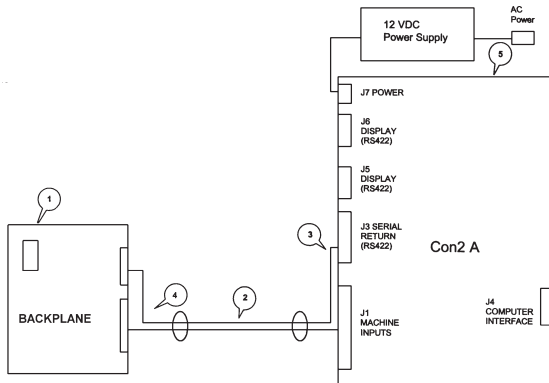 AC
Power
12 VDC
Power Supply
5
J7 POWER
J6
DISPLAY
(RS422)
J5
DISPLAY
(RS422)
1
3
J3 SERIAL
RETURN
(RS422)
Con2 A
4
2
BACKPLANE
J1
MACHINE
INPUTS
J4
COMPUTER
INTERFACE